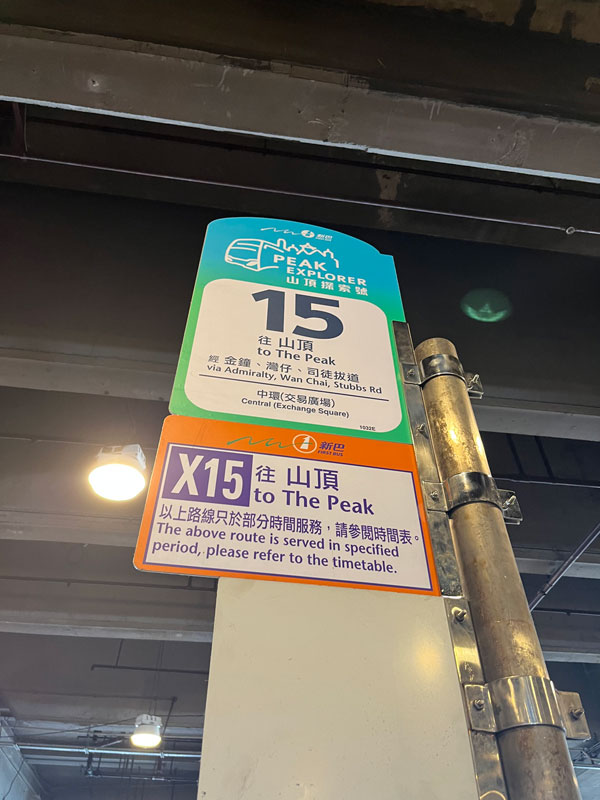 新巴
PEAK
EXPLORER
山頂探索號
15
往 山頂
to The Peak
經 金鐘、灣仔、司徒拔道
via Admiralty, Wan Chai, Stubbs Rd
中環(交易廣場)
Central (Exchange Square)
1032E
新巴
FIRST BUS
X15 往 山頂
to The Peak
以上路線只於部分時間服務，請參閱時間表。
The above route is served in specified
period, please refer to the timetable.